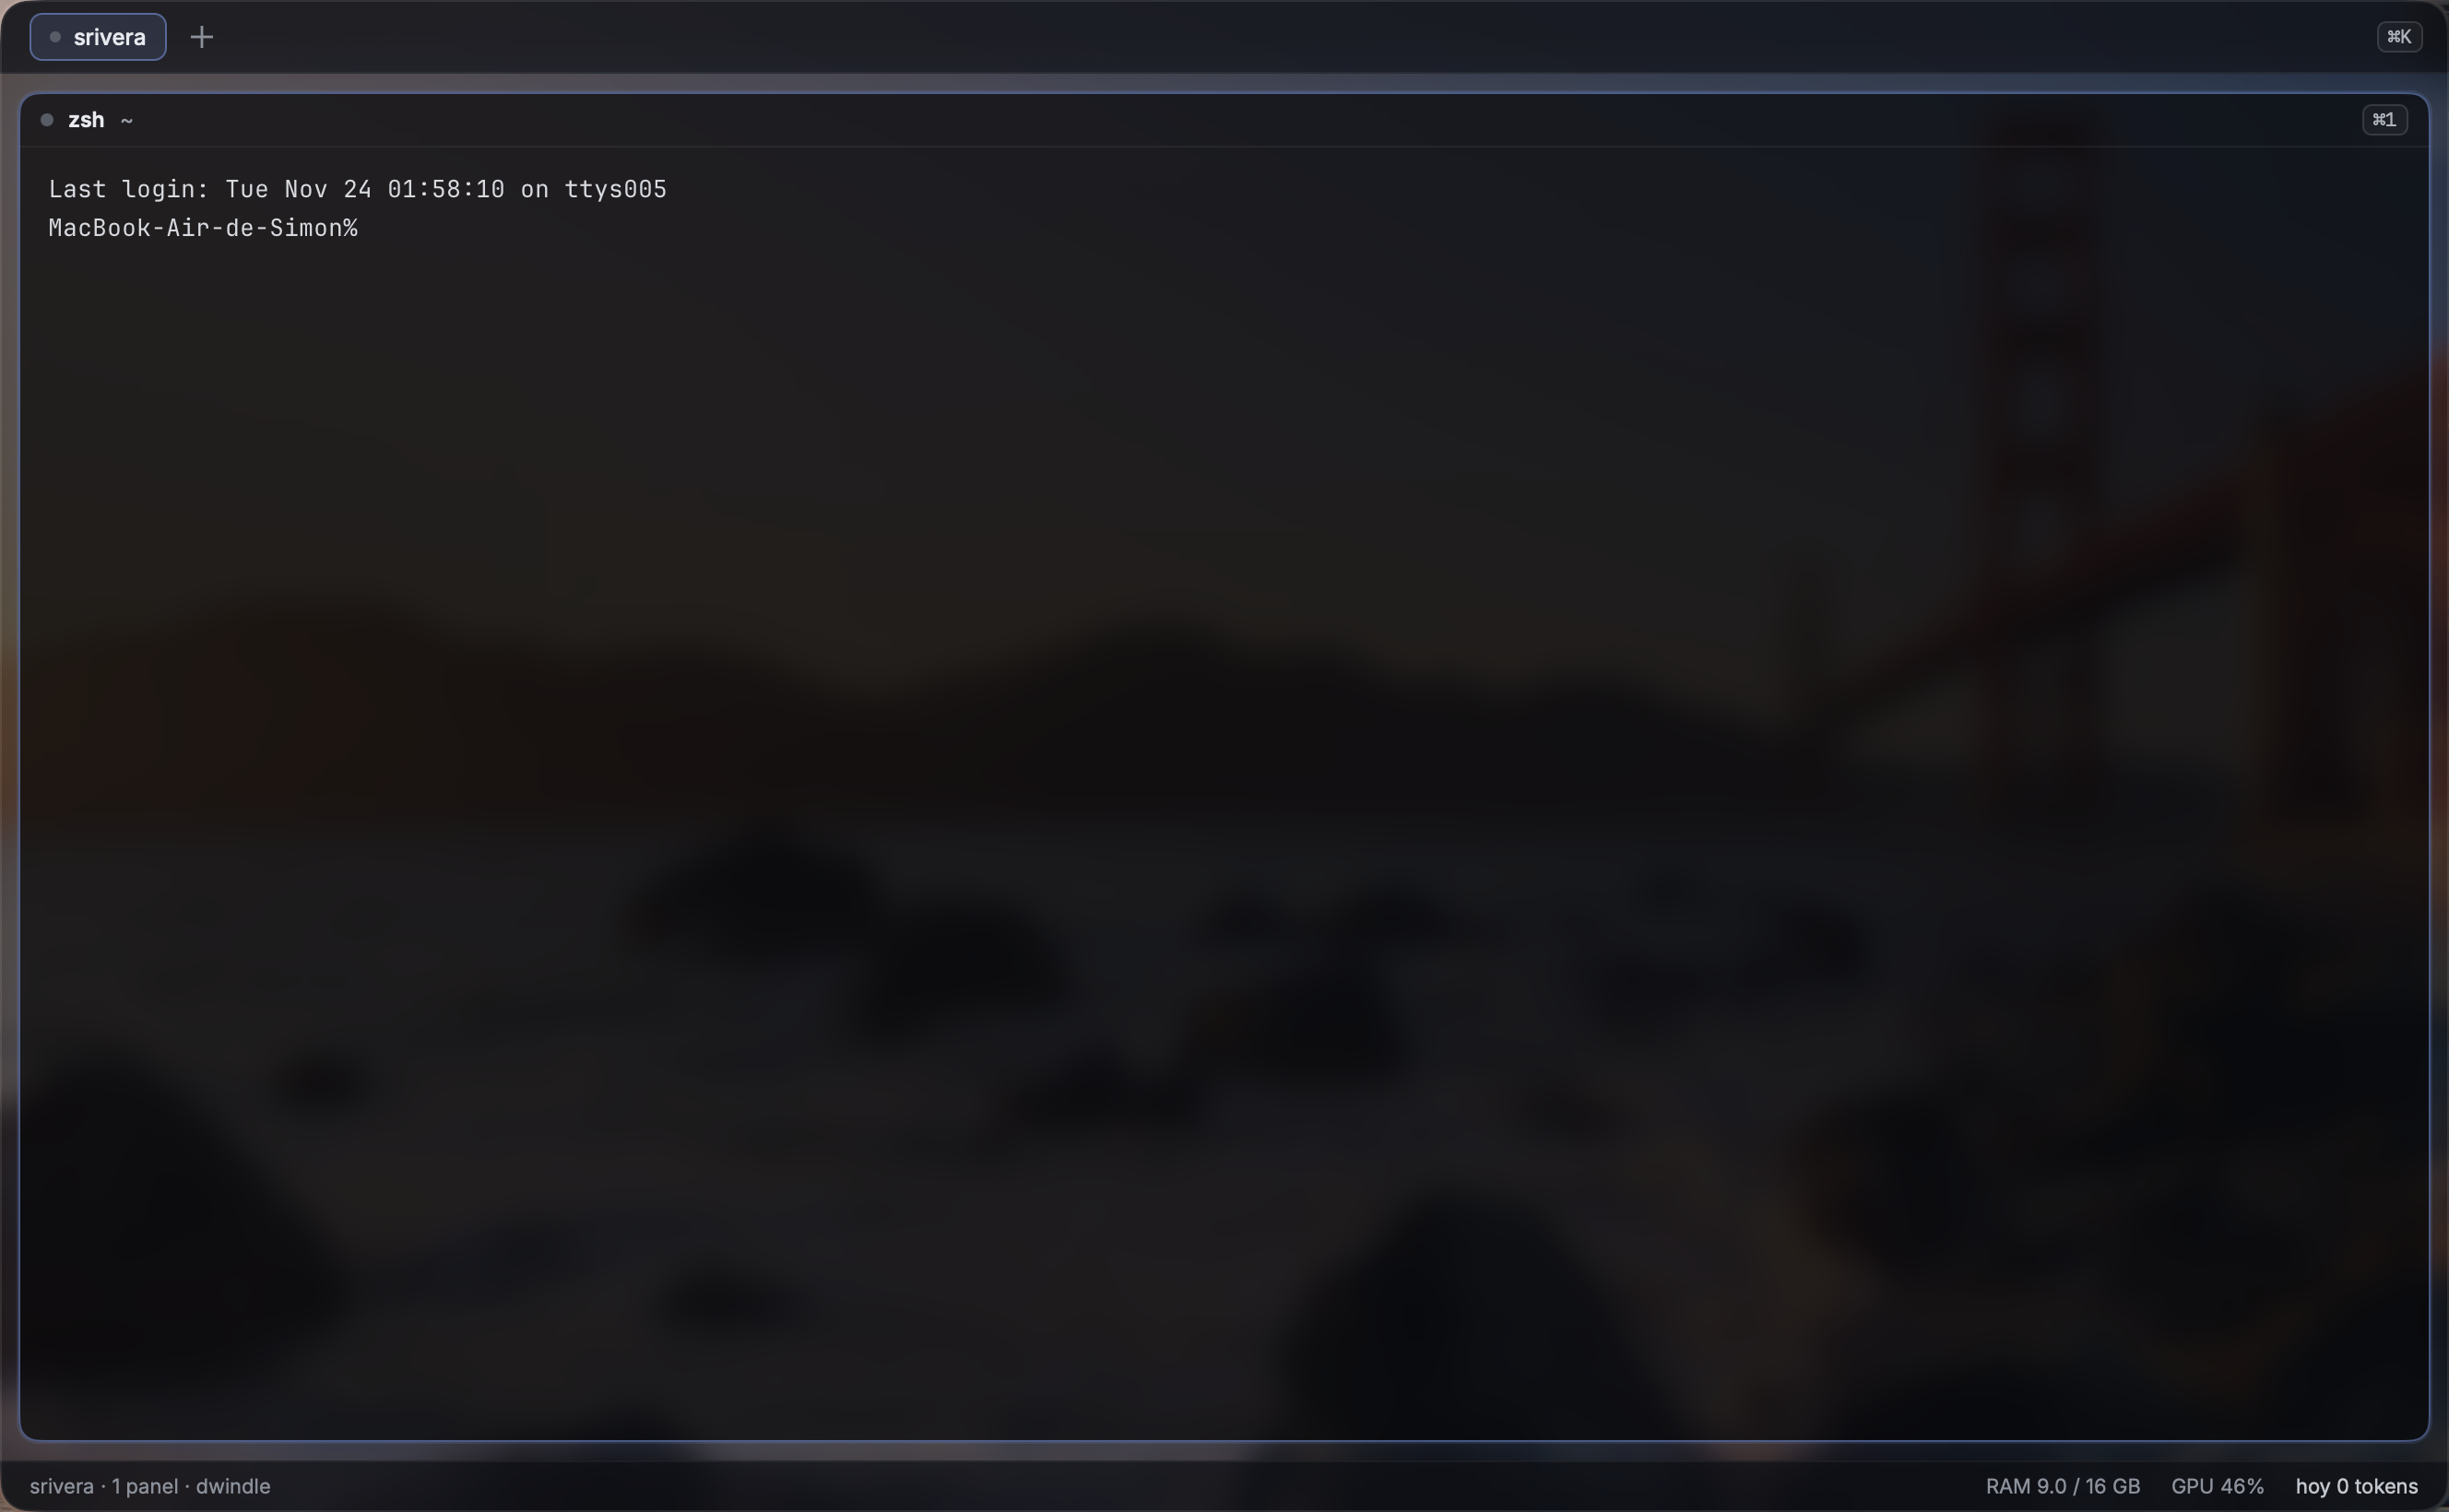 srivera
⌘K
zsh ~
⌘1
Last login: Tue Nov 24 01:58:10 on ttys005
MacBook-Air-de-Simon%
srivera · 1 panel · dwindle
RAM 9.0 / 16 GB
GPU 46%
hoy 0 tokens